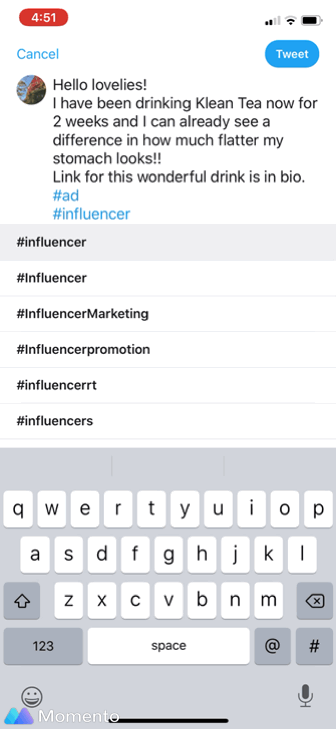 4:51
Cancel
Tweet
Hello lovelies!
I have been drinking Klean Tea now for
2 weeks and I can already see a
difference in how much flatter my
stomach looks!!
Link for this wonderful drink is in bio.
#ad
#influencer
#influencer
#Influencer
#InfluencerMarketing
#Influencerpromotion
#influencerrt
#influencers
q w e r t y u i o p
a s d f g h j k l
z x c v b n m
123 space @ #
Momento